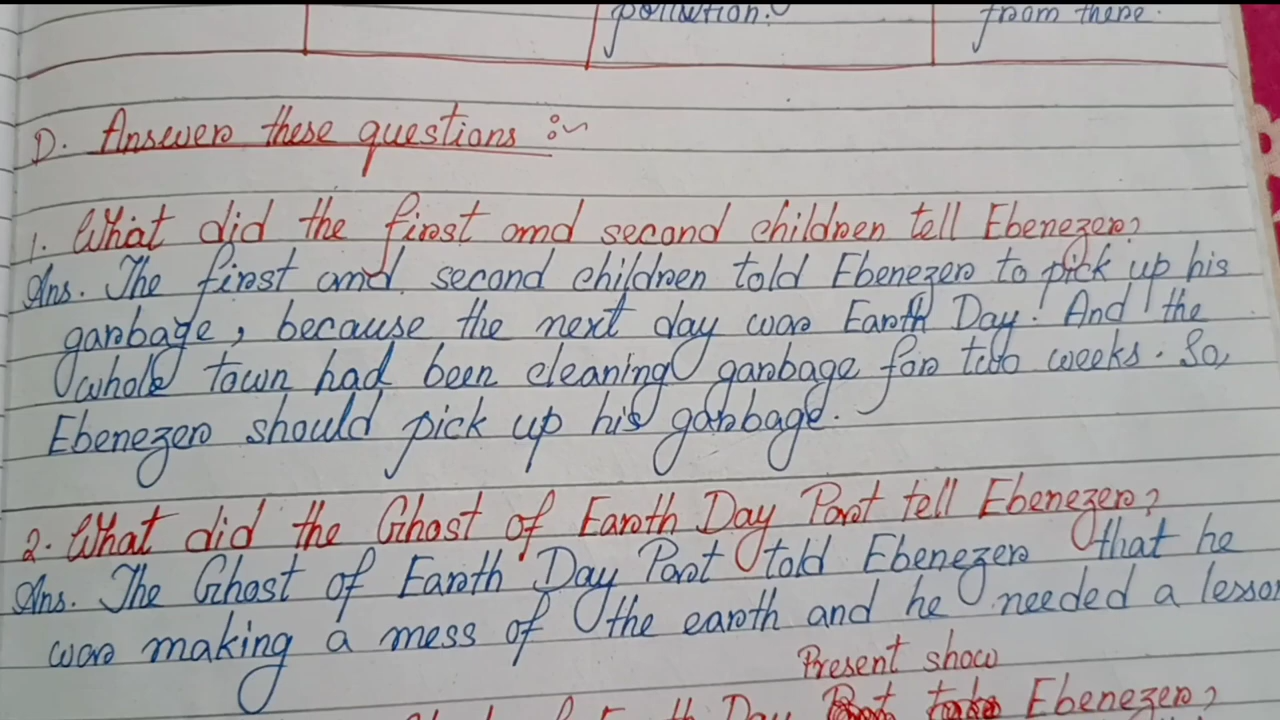 pollution.
from there.
D. Answer these questions :~
1. What did the first and second children tell Ebenezer?
Ans. The first and second children told Ebenezer to pick up his
garbage, because the next day was Earth Day! And the
whole town had been cleaning garbage for two weeks. So,
Ebenezer should pick up his garbage.
2. What did the Ghost of Earth Day Past tell Ebenezer?
Ans. The Ghost of Earth Day Past told Ebenezer that he
was making a mess of the earth and he needed a lesson
Present show
Earth Day Ebenezer?